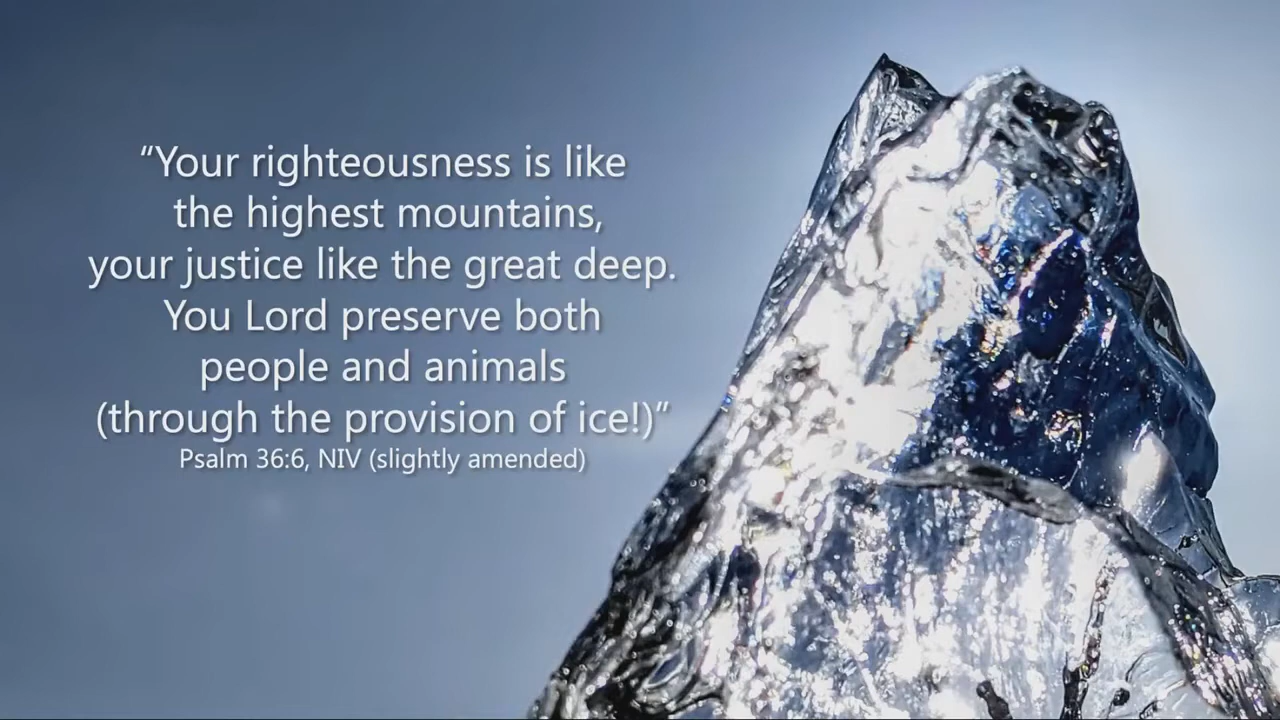 “Your righteousness is like
the highest mountains,
your justice like the great deep.
You Lord preserve both
people and animals
(through the provision of ice!)”
Psalm 36:6, NIV (slightly amended)